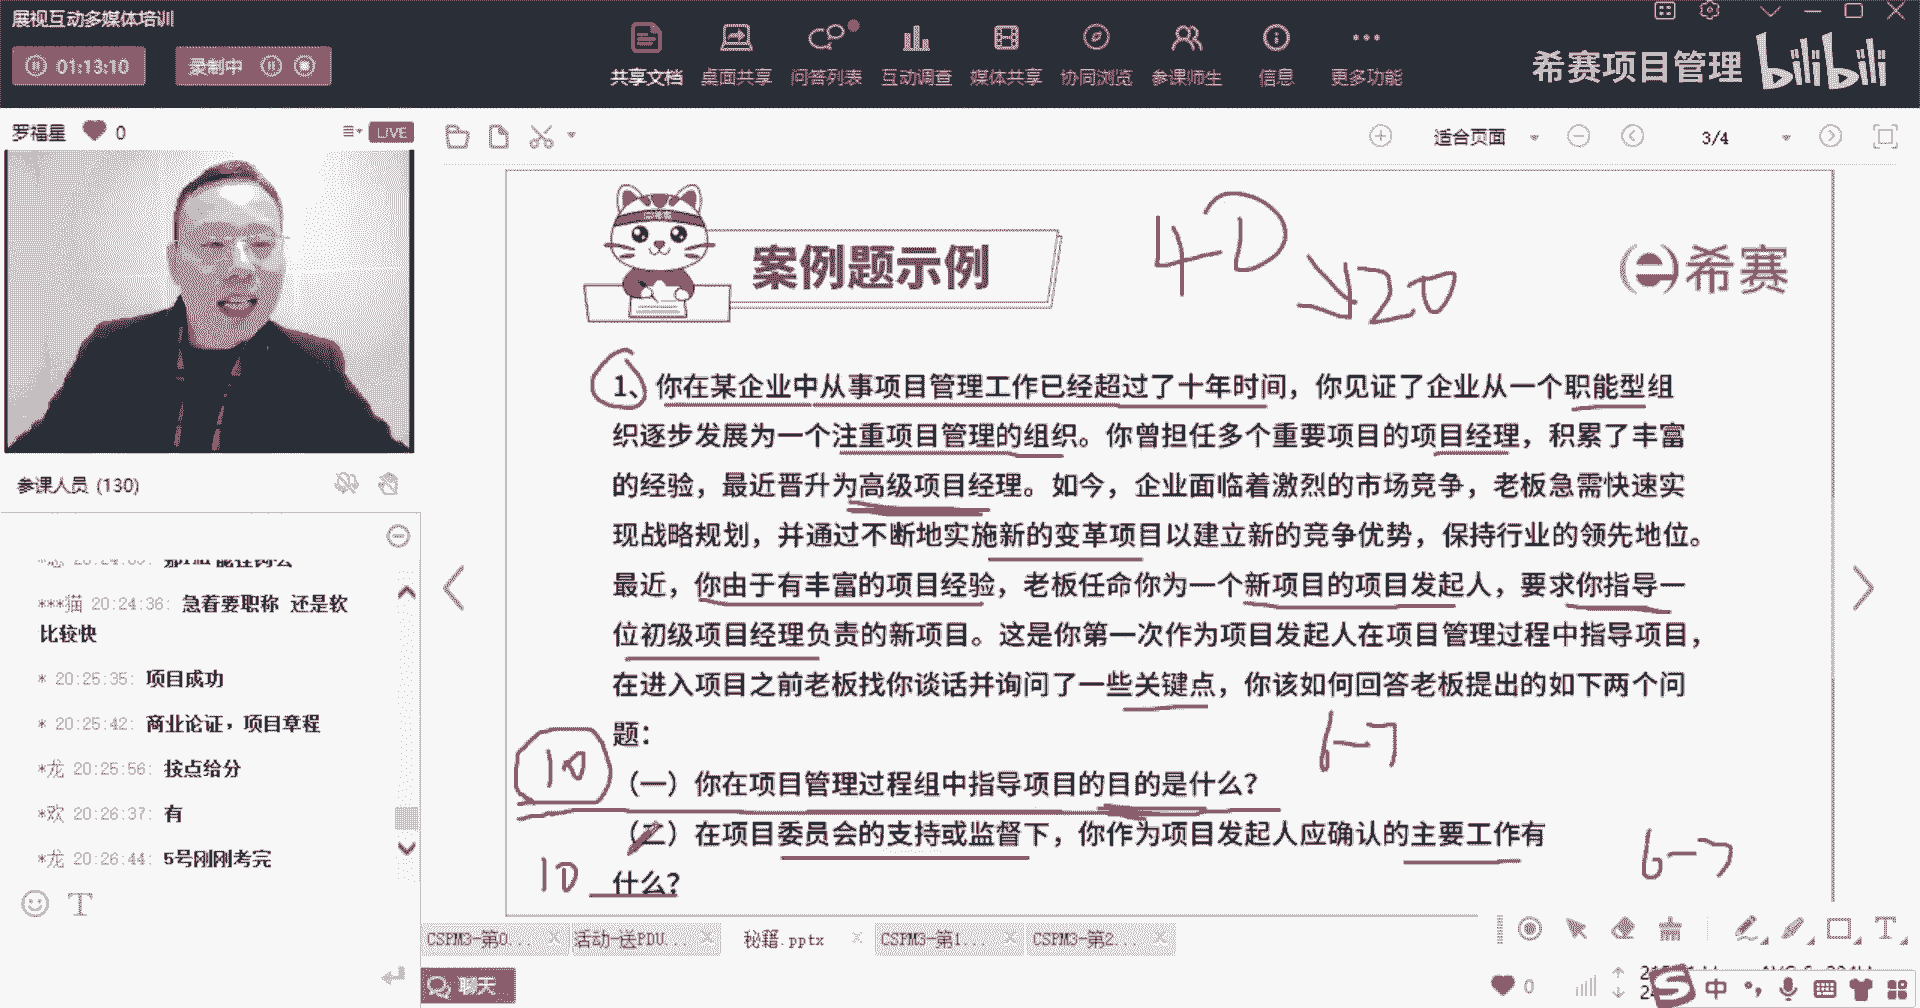 展视互动多媒体培训
01:13:10
录制中
共享文档 桌面共享 问答列表 互动调查 媒体共享 协同浏览 参课师生 信息 更多功能
希赛项目管理 bilibili
罗福星 0 LIVE
适合页面 3/4
案例题示例
4D
20
希赛
1、你在某企业中从事项目管理工作已经超过了十年时间，你见证了企业从一个职能型组
织逐步发展为一个注重项目管理的组织。你曾担任多个重要项目的项目经理，积累了丰富
的经验，最近晋升为高级项目经理。如今，企业面临着激烈的市场竞争，老板急需快速实
现战略规划，并通过不断地实施新的变革项目以建立新的竞争优势，保持行业的领先地位。
最近，你由于有丰富的项目经验，老板任命你为一个新项目的项目发起人，要求你指导一
位初级项目经理负责的新项目。这是你第一次作为项目发起人在项目管理过程中指导项目，
在进入项目之前老板找你谈话并询问了一些关键点，你该如何回答老板提出的如下两个问
题：
6-7
10
（一）你在项目管理过程组中指导项目的目的是什么？
（二）在项目委员会的支持或监督下，你作为项目发起人应确认的主要工作有
6-7
10
什么？
参课人员 (130)
***猫 20:24:36: 急着要职称 还是软
比较快
* 20:25:35: 项目成功
* 20:25:42: 商业论证，项目章程
*龙 20:25:56: 按点给分
*欢 20:26:37: 有
*龙 20:26:44: 5号刚刚考完
CSPM3-第0... 活动-送PDU... 秘籍.pptx CSPM3-第1... CSPM3-第2...
聊天
0
中